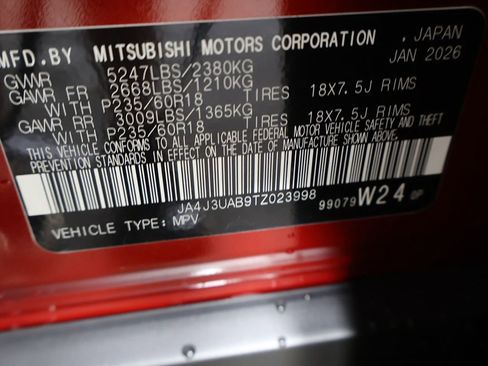 MFD.BY MITSUBISHI MOTORS CORPORATION , JAPAN
JAN 2026
GVWR 5247LBS/2380KG
GAWR FR 2668LBS/1210KG
WITH P235/60R18 TIRES 18X7.5J RIMS
GAWR RR 3009LBS/1365KG
WITH P235/60R18 TIRES 18X7.5J RIMS
THIS VEHICLE CONFORMS TO ALL APPLICABLE FEDERAL MOTOR VEHICLE SAFETY AND THEFT
PREVENTION STANDARDS IN EFFECT ON THE DATE OF MANUFACTURE SHOWN ABOVE.
JA4J3UAB9TZ023998
99079 W24 OP
VEHICLE TYPE: MPV